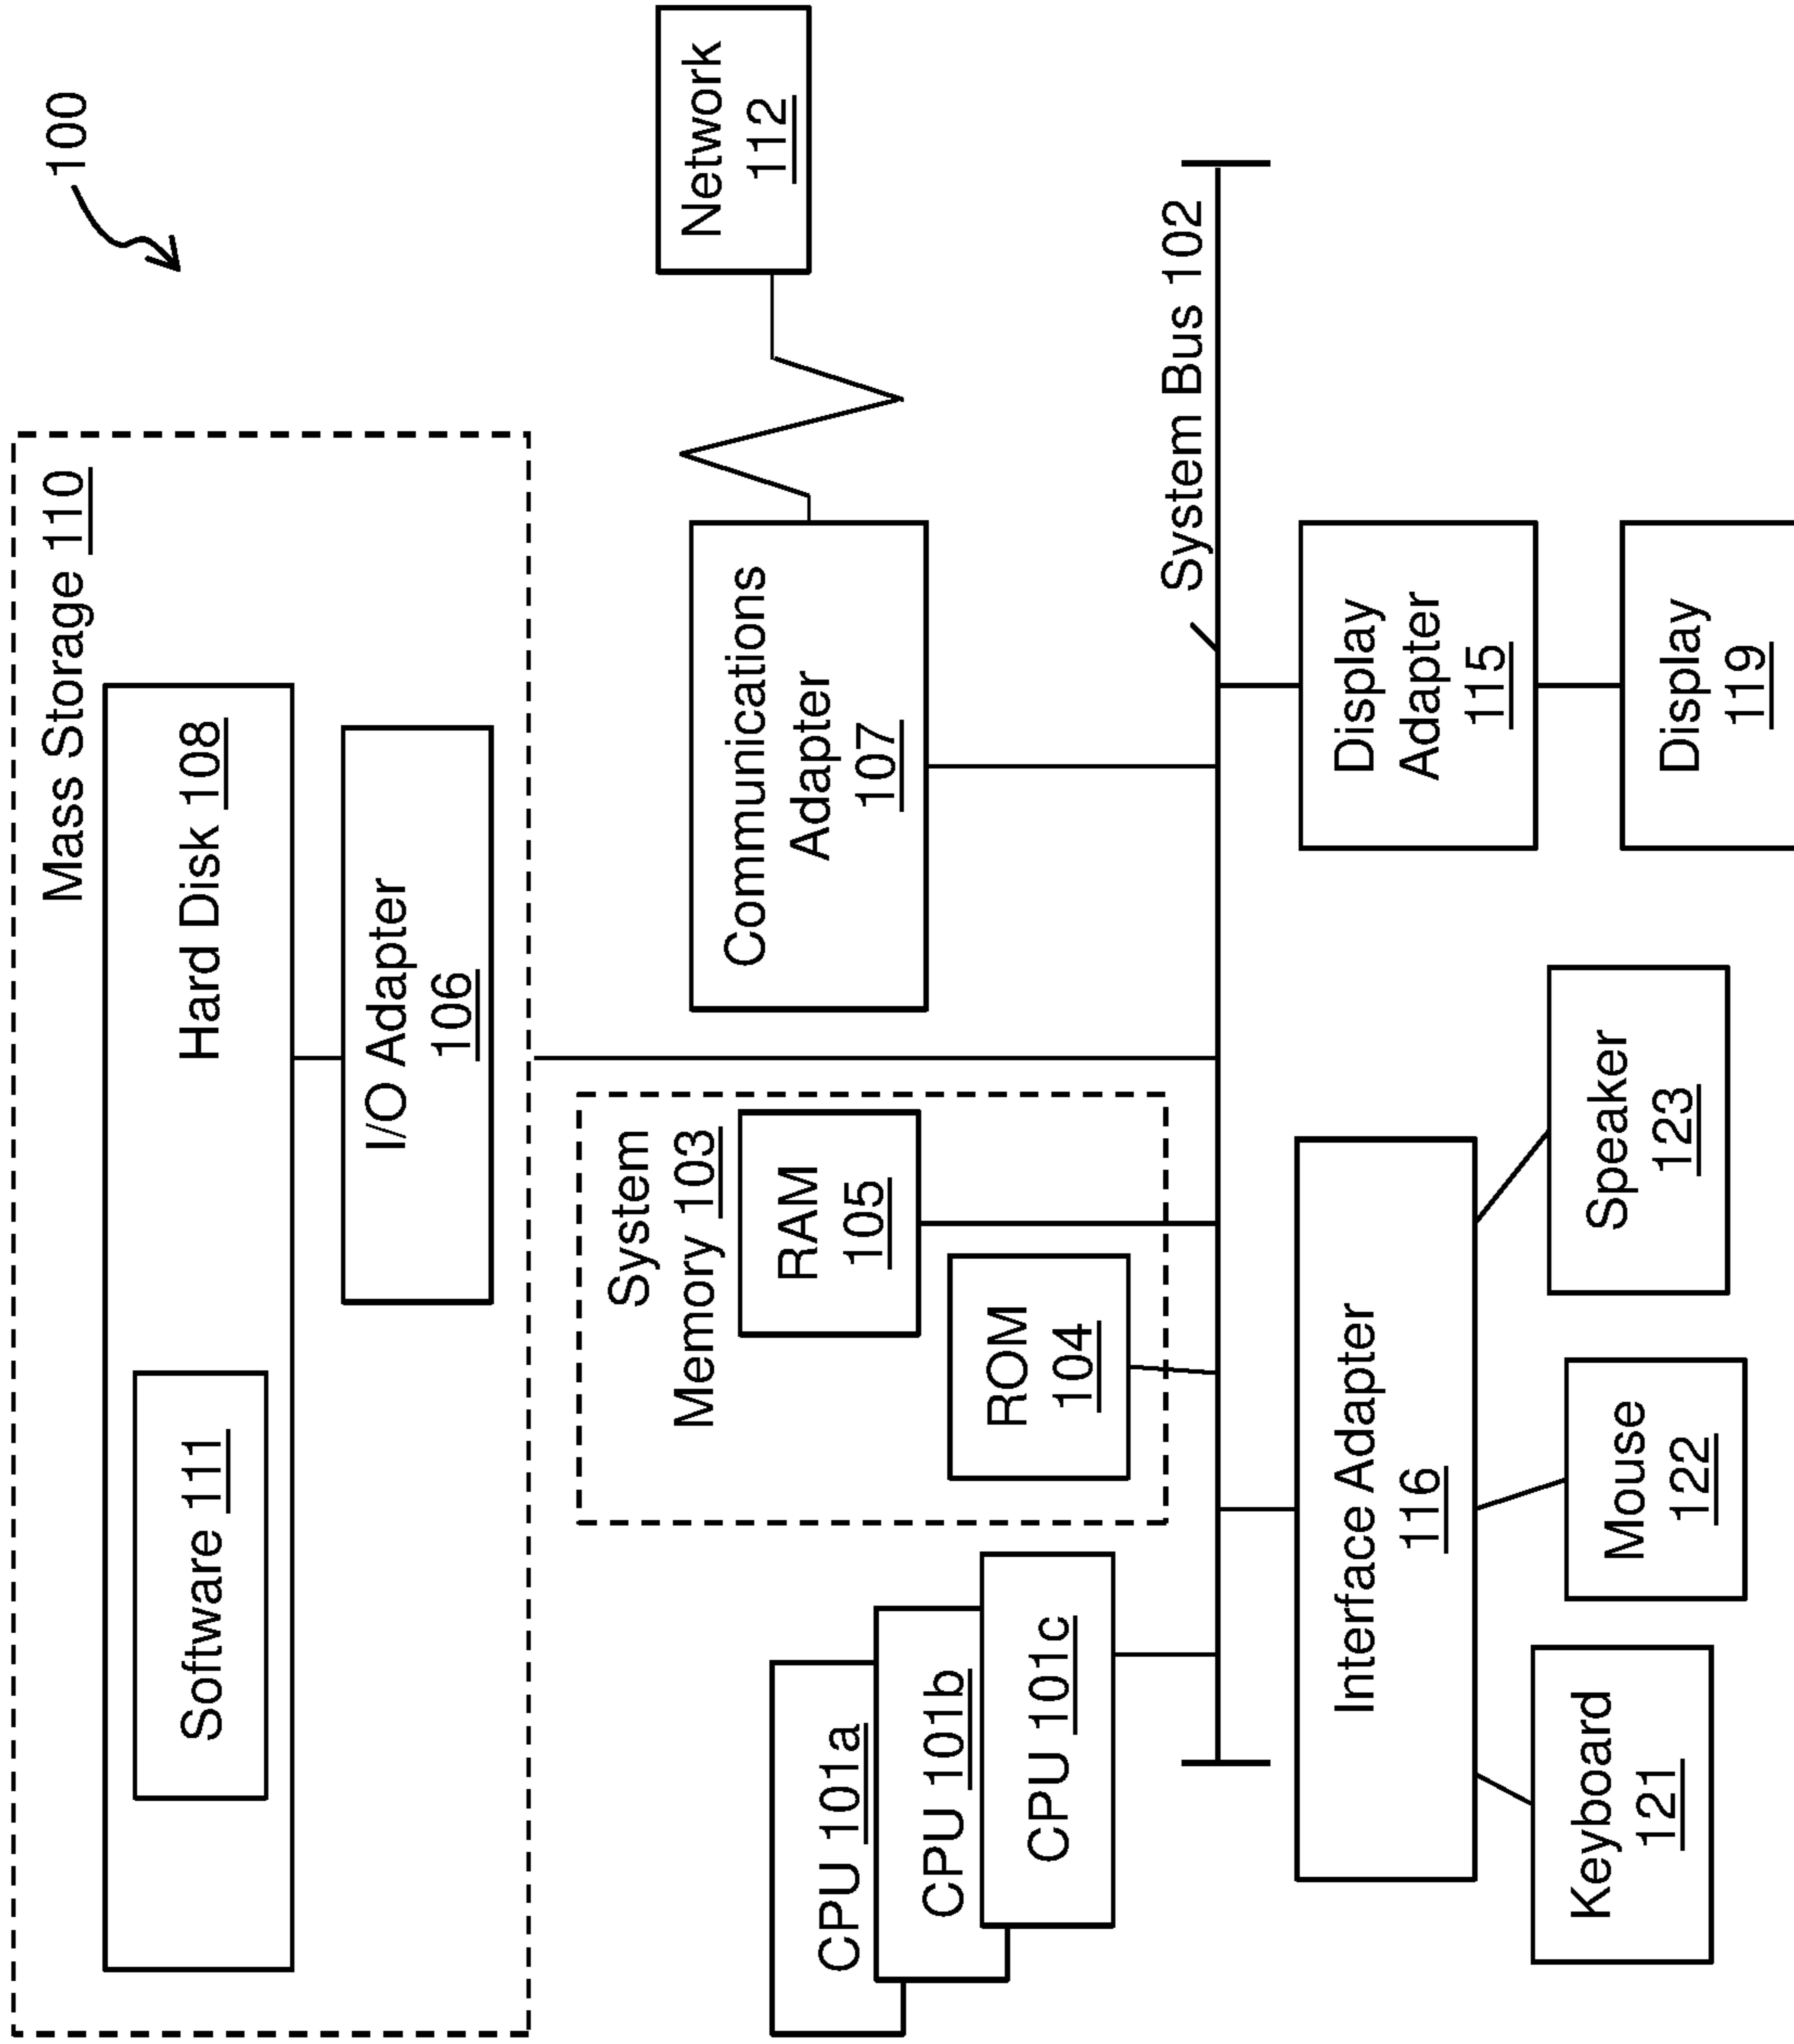 100
Mass Storage 110
Hard Disk 108
Software 111
I/O Adapter
106
System
Memory 103
RAM
105
ROM
104
Communications
Adapter
107
Network
112
CPU 101a
CPU 101b
CPU 101c
System Bus 102
Interface Adapter
116
Display
Adapter
115
Keyboard
121
Mouse
122
Speaker
123
Display
119